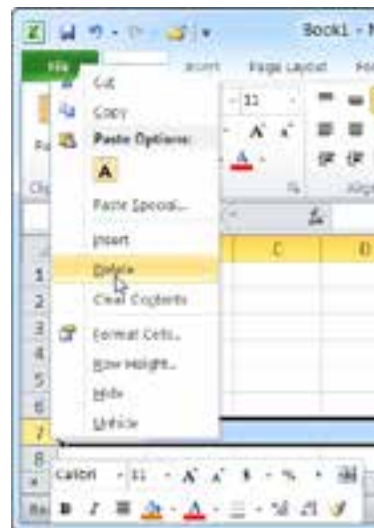 Book1 -
File Insert Page Layout
Cut
11
Copy
Paste Options:
A A
A
A
Paste Special...
Insert
C D
Delete
1
Clear Contents
2
3
Format Cells...
4
Row Height...
5
Hide
6
Unhide
7
8
Calibri 11 A A $ %
B I A